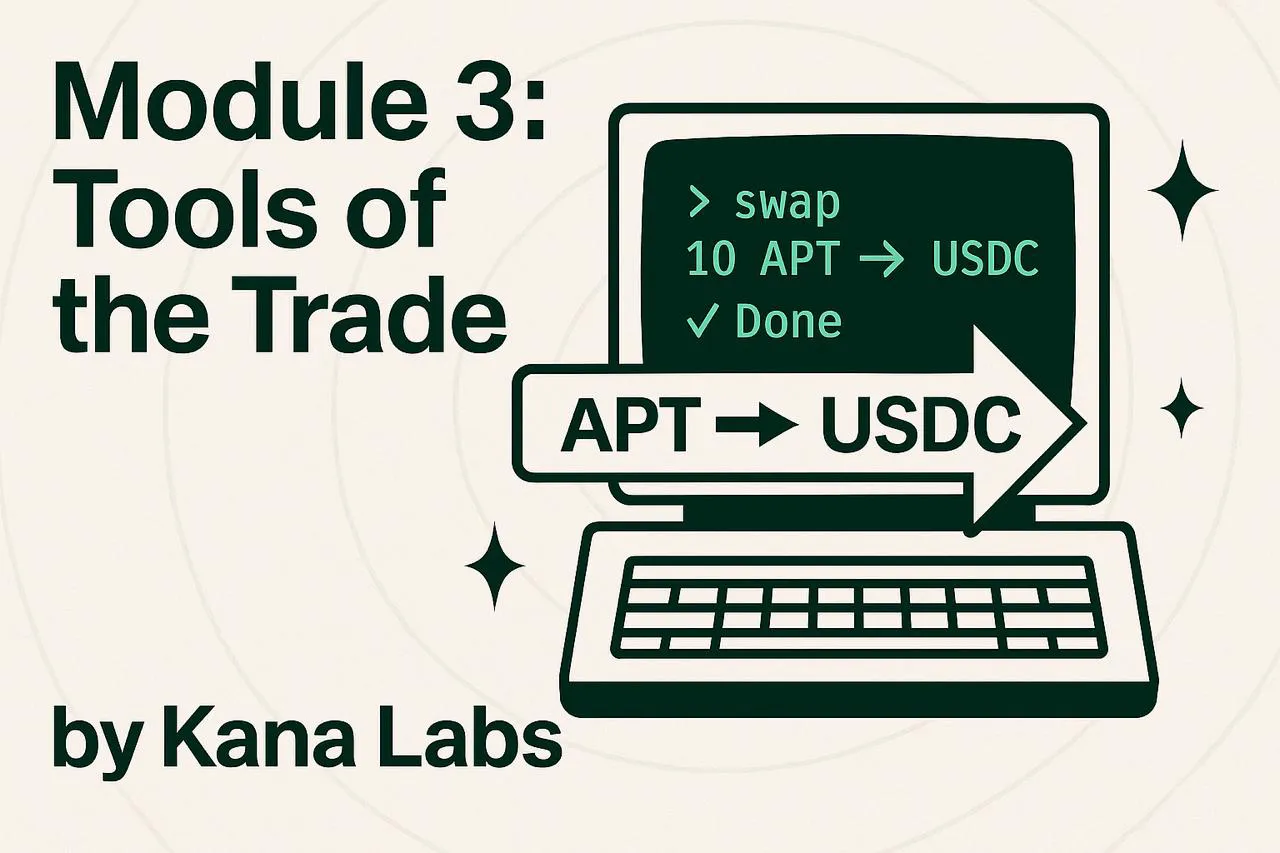 Module 3:
Tools of
the Trade
> swap
10 APT → USDC
✓ Done
APT → USDC
by Kana Labs